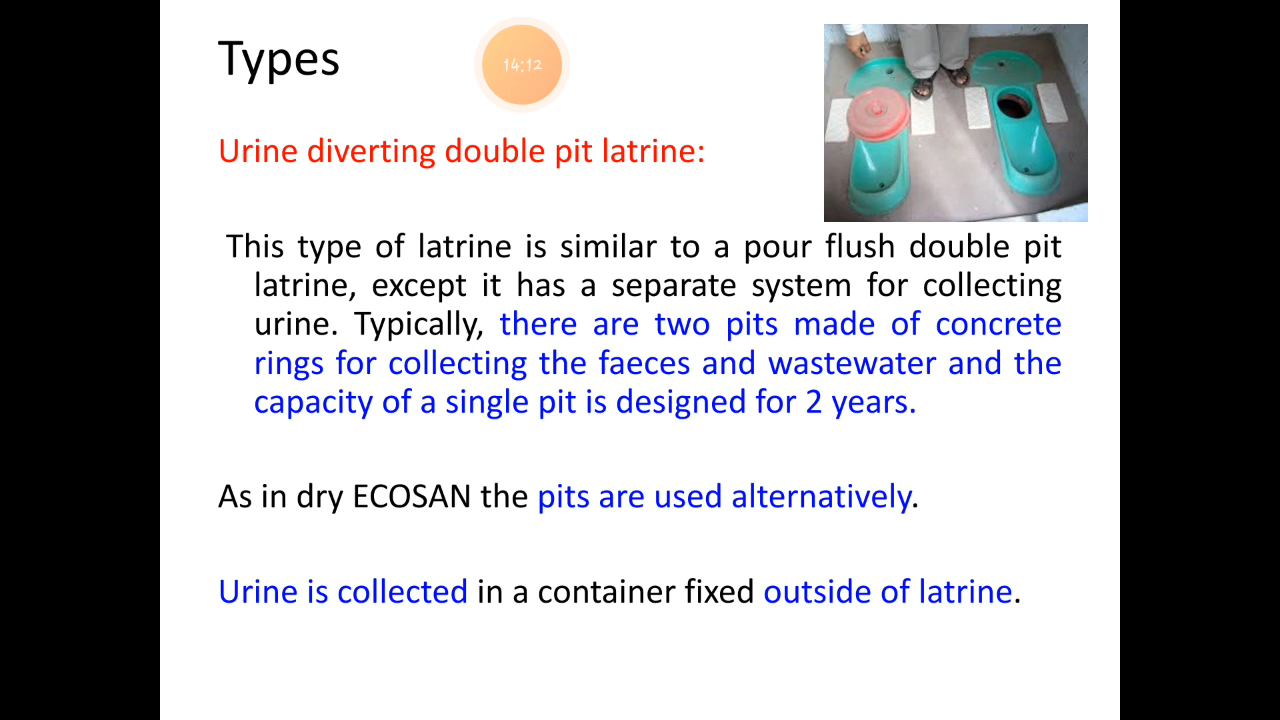 Types
14:12
Urine diverting double pit latrine:
This type of latrine is similar to a pour flush double pit
latrine, except it has a separate system for collecting
urine. Typically, there are two pits made of concrete
rings for collecting the faeces and wastewater and the
capacity of a single pit is designed for 2 years.
As in dry ECOSAN the pits are used alternatively.
Urine is collected in a container fixed outside of latrine.